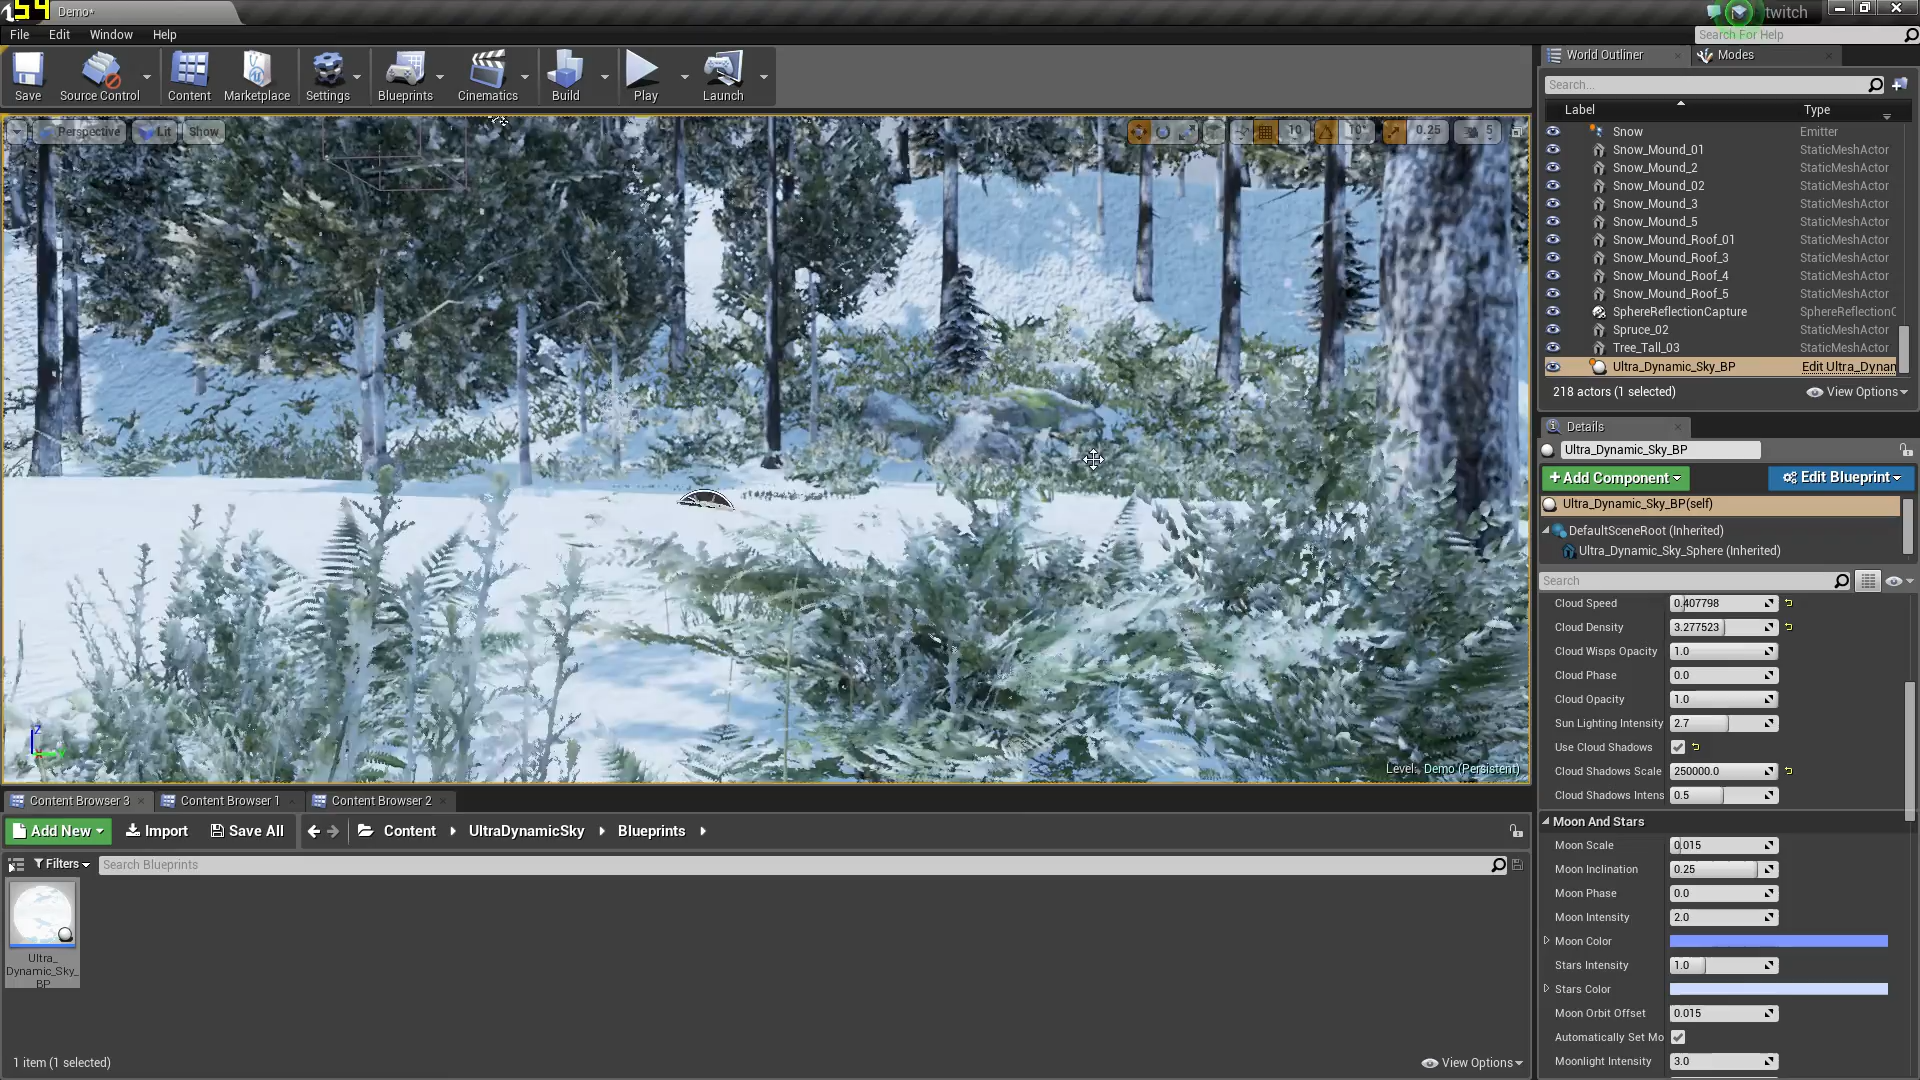 54
Demo*
twitch
File Edit Window Help
Search For Help
Save
Source Control
Content
Marketplace
Settings
Blueprints
Cinematics
Build
Play
Launch
Perspective
Lit
Show
10
10°
0.25
5
Level: Demo (Persistent)
World Outliner
Modes
Search...
Label Type
Snow Emitter
Snow_Mound_01 StaticMeshActor
Snow_Mound_2 StaticMeshActor
Snow_Mound_02 StaticMeshActor
Snow_Mound_3 StaticMeshActor
Snow_Mound_5 StaticMeshActor
Snow_Mound_Roof_01 StaticMeshActor
Snow_Mound_Roof_3 StaticMeshActor
Snow_Mound_Roof_4 StaticMeshActor
Snow_Mound_Roof_5 StaticMeshActor
SphereReflectionCapture SphereReflectionC
Spruce_02 StaticMeshActor
Tree_Tall_03 StaticMeshActor
Ultra_Dynamic_Sky_BP Edit Ultra_Dynan
218 actors (1 selected) View Options
Details
Ultra_Dynamic_Sky_BP
+Add Component
Edit Blueprint
Ultra_Dynamic_Sky_BP(self)
DefaultSceneRoot (Inherited)
Ultra_Dynamic_Sky_Sphere (Inherited)
Search
Cloud Speed 0.407798
Cloud Density 3.277523
Cloud Wisps Opacity 1.0
Cloud Phase 0.0
Cloud Opacity 1.0
Sun Lighting Intensity 2.7
Use Cloud Shadows
Cloud Shadows Scale 250000.0
Cloud Shadows Intens 0.5
Moon And Stars
Moon Scale 0.015
Moon Inclination 0.25
Moon Phase 0.0
Moon Intensity 2.0
Moon Color
Stars Intensity 1.0
Stars Color
Moon Orbit Offset 0.015
Automatically Set Mo
Moonlight Intensity 3.0
Content Browser 3
Content Browser 1
Content Browser 2
Add New Import Save All Content UltraDynamicSky Blueprints
Filters
Search Blueprints
Ultra_
Dynamic_Sky_
BP
1 item (1 selected)
View Options